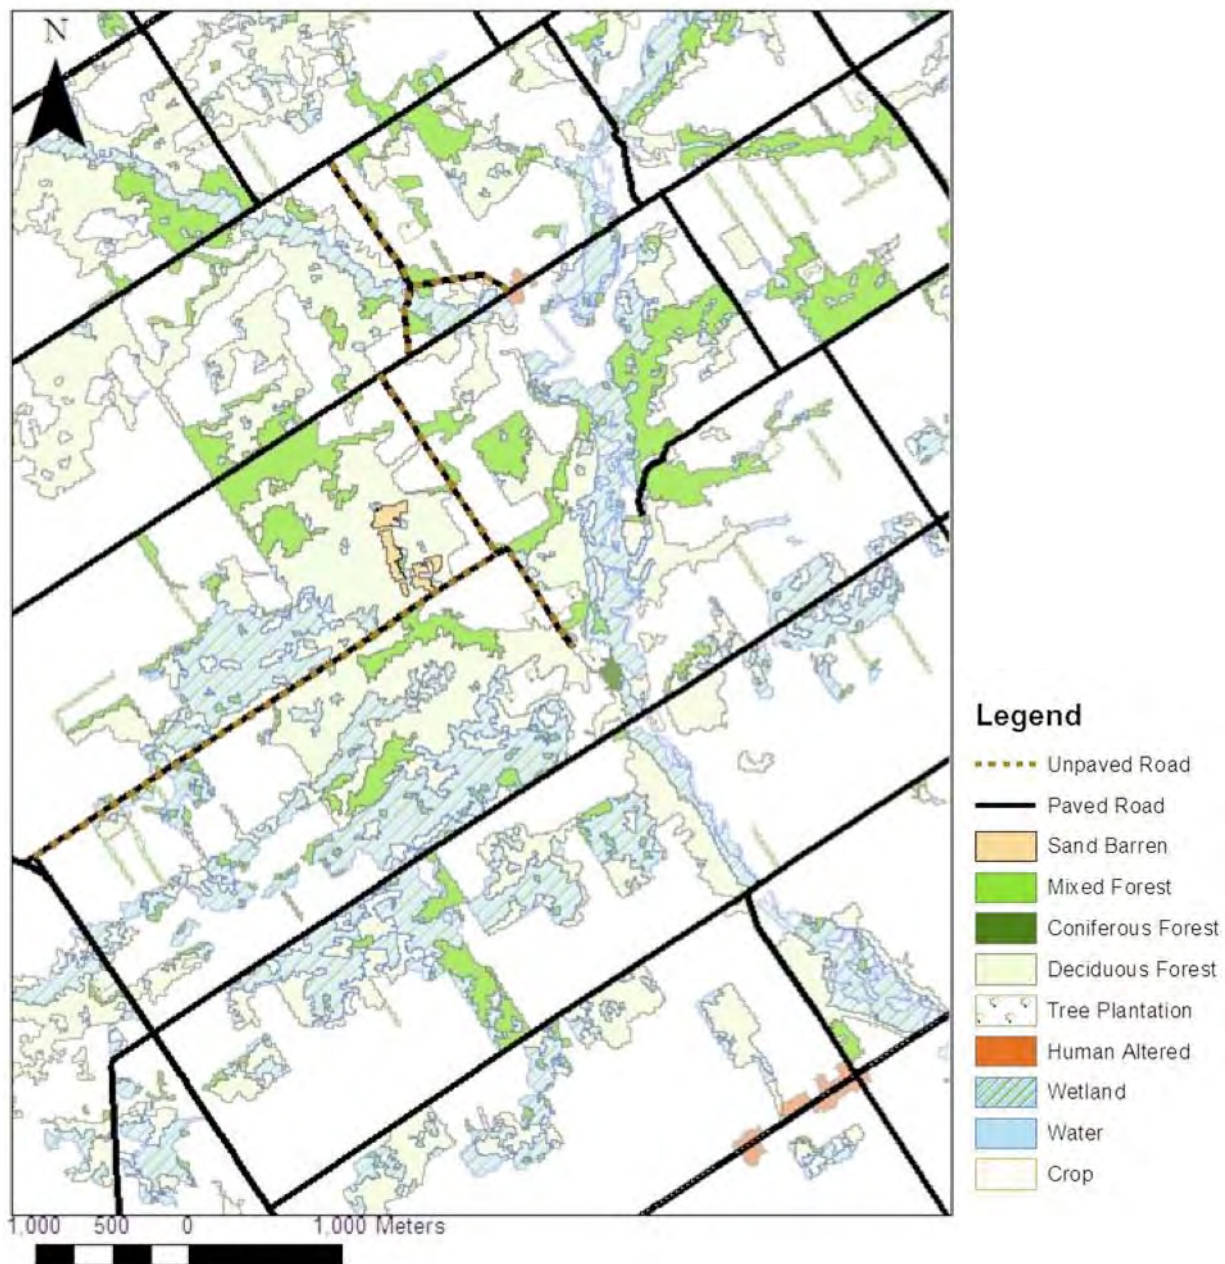 N
Legend
Unpaved Road
Paved Road
Sand Barren
Mixed Forest
Coniferous Forest
Deciduous Forest
Tree Plantation
Human Altered
Wetland
Water
Crop
1,000 500 0 1,000 Meters